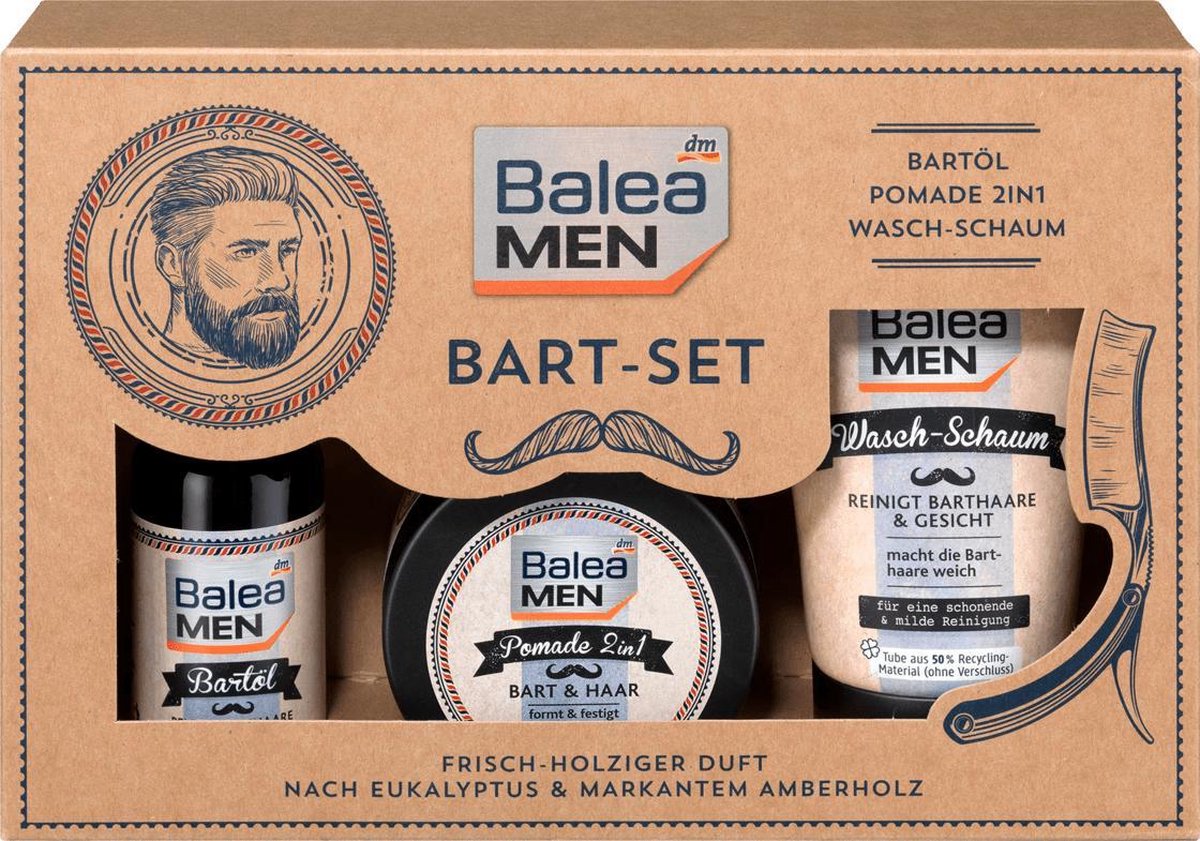 dm
Balea
MEN
BART-SET
BARTÖL
POMADE 2IN1
WASCH-SCHAUM
dm
Balea
MEN
Bartöl
dm
Balea
MEN
Pomade 2in1
BART & HAAR
formt & festigt
Balea
MEN
Wasch-Schaum
REINIGT BARTHAARE
& GESICHT
macht die Bart-
haare weich
für eine schonende
& milde Reinigung
Tube aus 50% Recycling-
Material (ohne Verschluss)
FRISCH-HOLZIGER DUFT
NACH EUKALYPTUS & MARKANTEM AMBERHOLZ